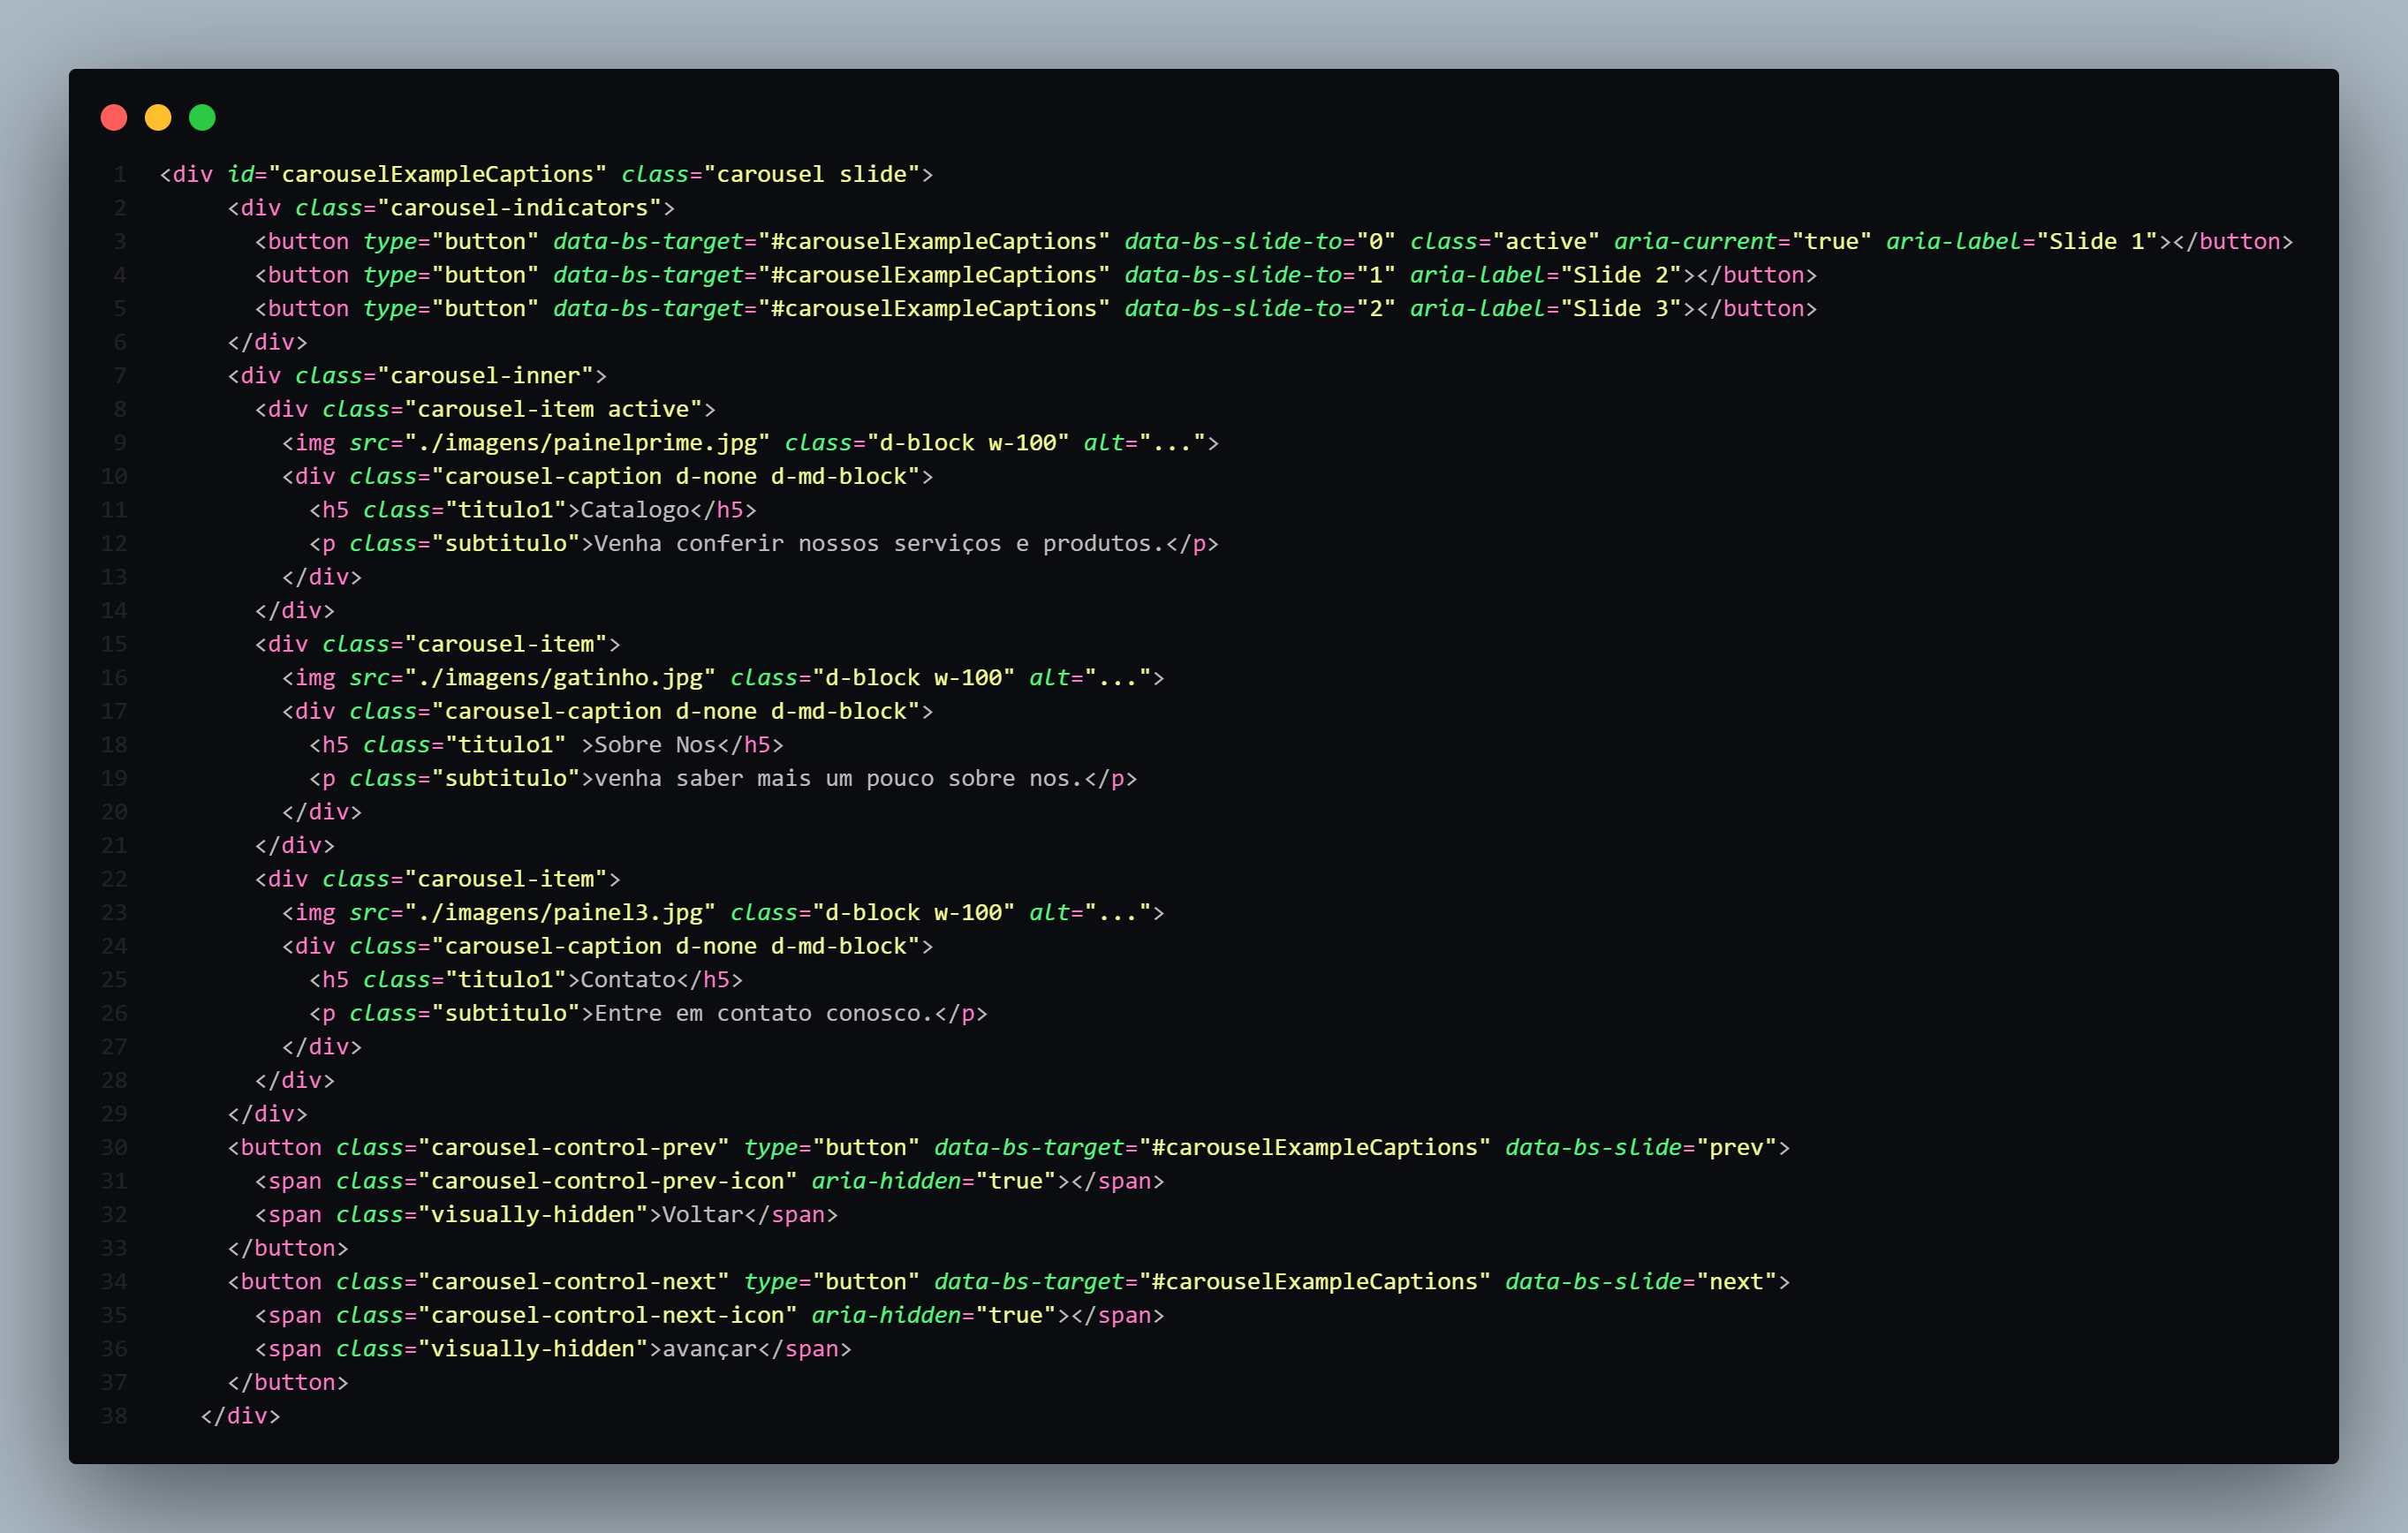 1 <div id="carouselExampleCaptions" class="carousel slide">
2 <div class="carousel-indicators">
3 <button type="button" data-bs-target="#carouselExampleCaptions" data-bs-slide-to="0" class="active" aria-current="true" aria-label="Slide 1"></button>
4 <button type="button" data-bs-target="#carouselExampleCaptions" data-bs-slide-to="1" aria-label="Slide 2"></button>
5 <button type="button" data-bs-target="#carouselExampleCaptions" data-bs-slide-to="2" aria-label="Slide 3"></button>
6 </div>
7 <div class="carousel-inner">
8 <div class="carousel-item active">
9 <img src="./imagens/painelprime.jpg" class="d-block w-100" alt="...">
10 <div class="carousel-caption d-none d-md-block">
11 <h5 class="titulo1">Catalogo</h5>
12 <p class="subtitulo">Venha conferir nossos serviços e produtos.</p>
13 </div>
14 </div>
15 <div class="carousel-item">
16 <img src="./imagens/gatinho.jpg" class="d-block w-100" alt="...">
17 <div class="carousel-caption d-none d-md-block">
18 <h5 class="titulo1" >Sobre Nos</h5>
19 <p class="subtitulo">venha saber mais um pouco sobre nos.</p>
20 </div>
21 </div>
22 <div class="carousel-item">
23 <img src="./imagens/painel3.jpg" class="d-block w-100" alt="...">
24 <div class="carousel-caption d-none d-md-block">
25 <h5 class="titulo1">Contato</h5>
26 <p class="subtitulo">Entre em contato conosco.</p>
27 </div>
28 </div>
29 </div>
30 <button class="carousel-control-prev" type="button" data-bs-target="#carouselExampleCaptions" data-bs-slide="prev">
31 <span class="carousel-control-prev-icon" aria-hidden="true"></span>
32 <span class="visually-hidden">Voltar</span>
33 </button>
34 <button class="carousel-control-next" type="button" data-bs-target="#carouselExampleCaptions" data-bs-slide="next">
35 <span class="carousel-control-next-icon" aria-hidden="true"></span>
36 <span class="visually-hidden">avançar</span>
37 </button>
38 </div>